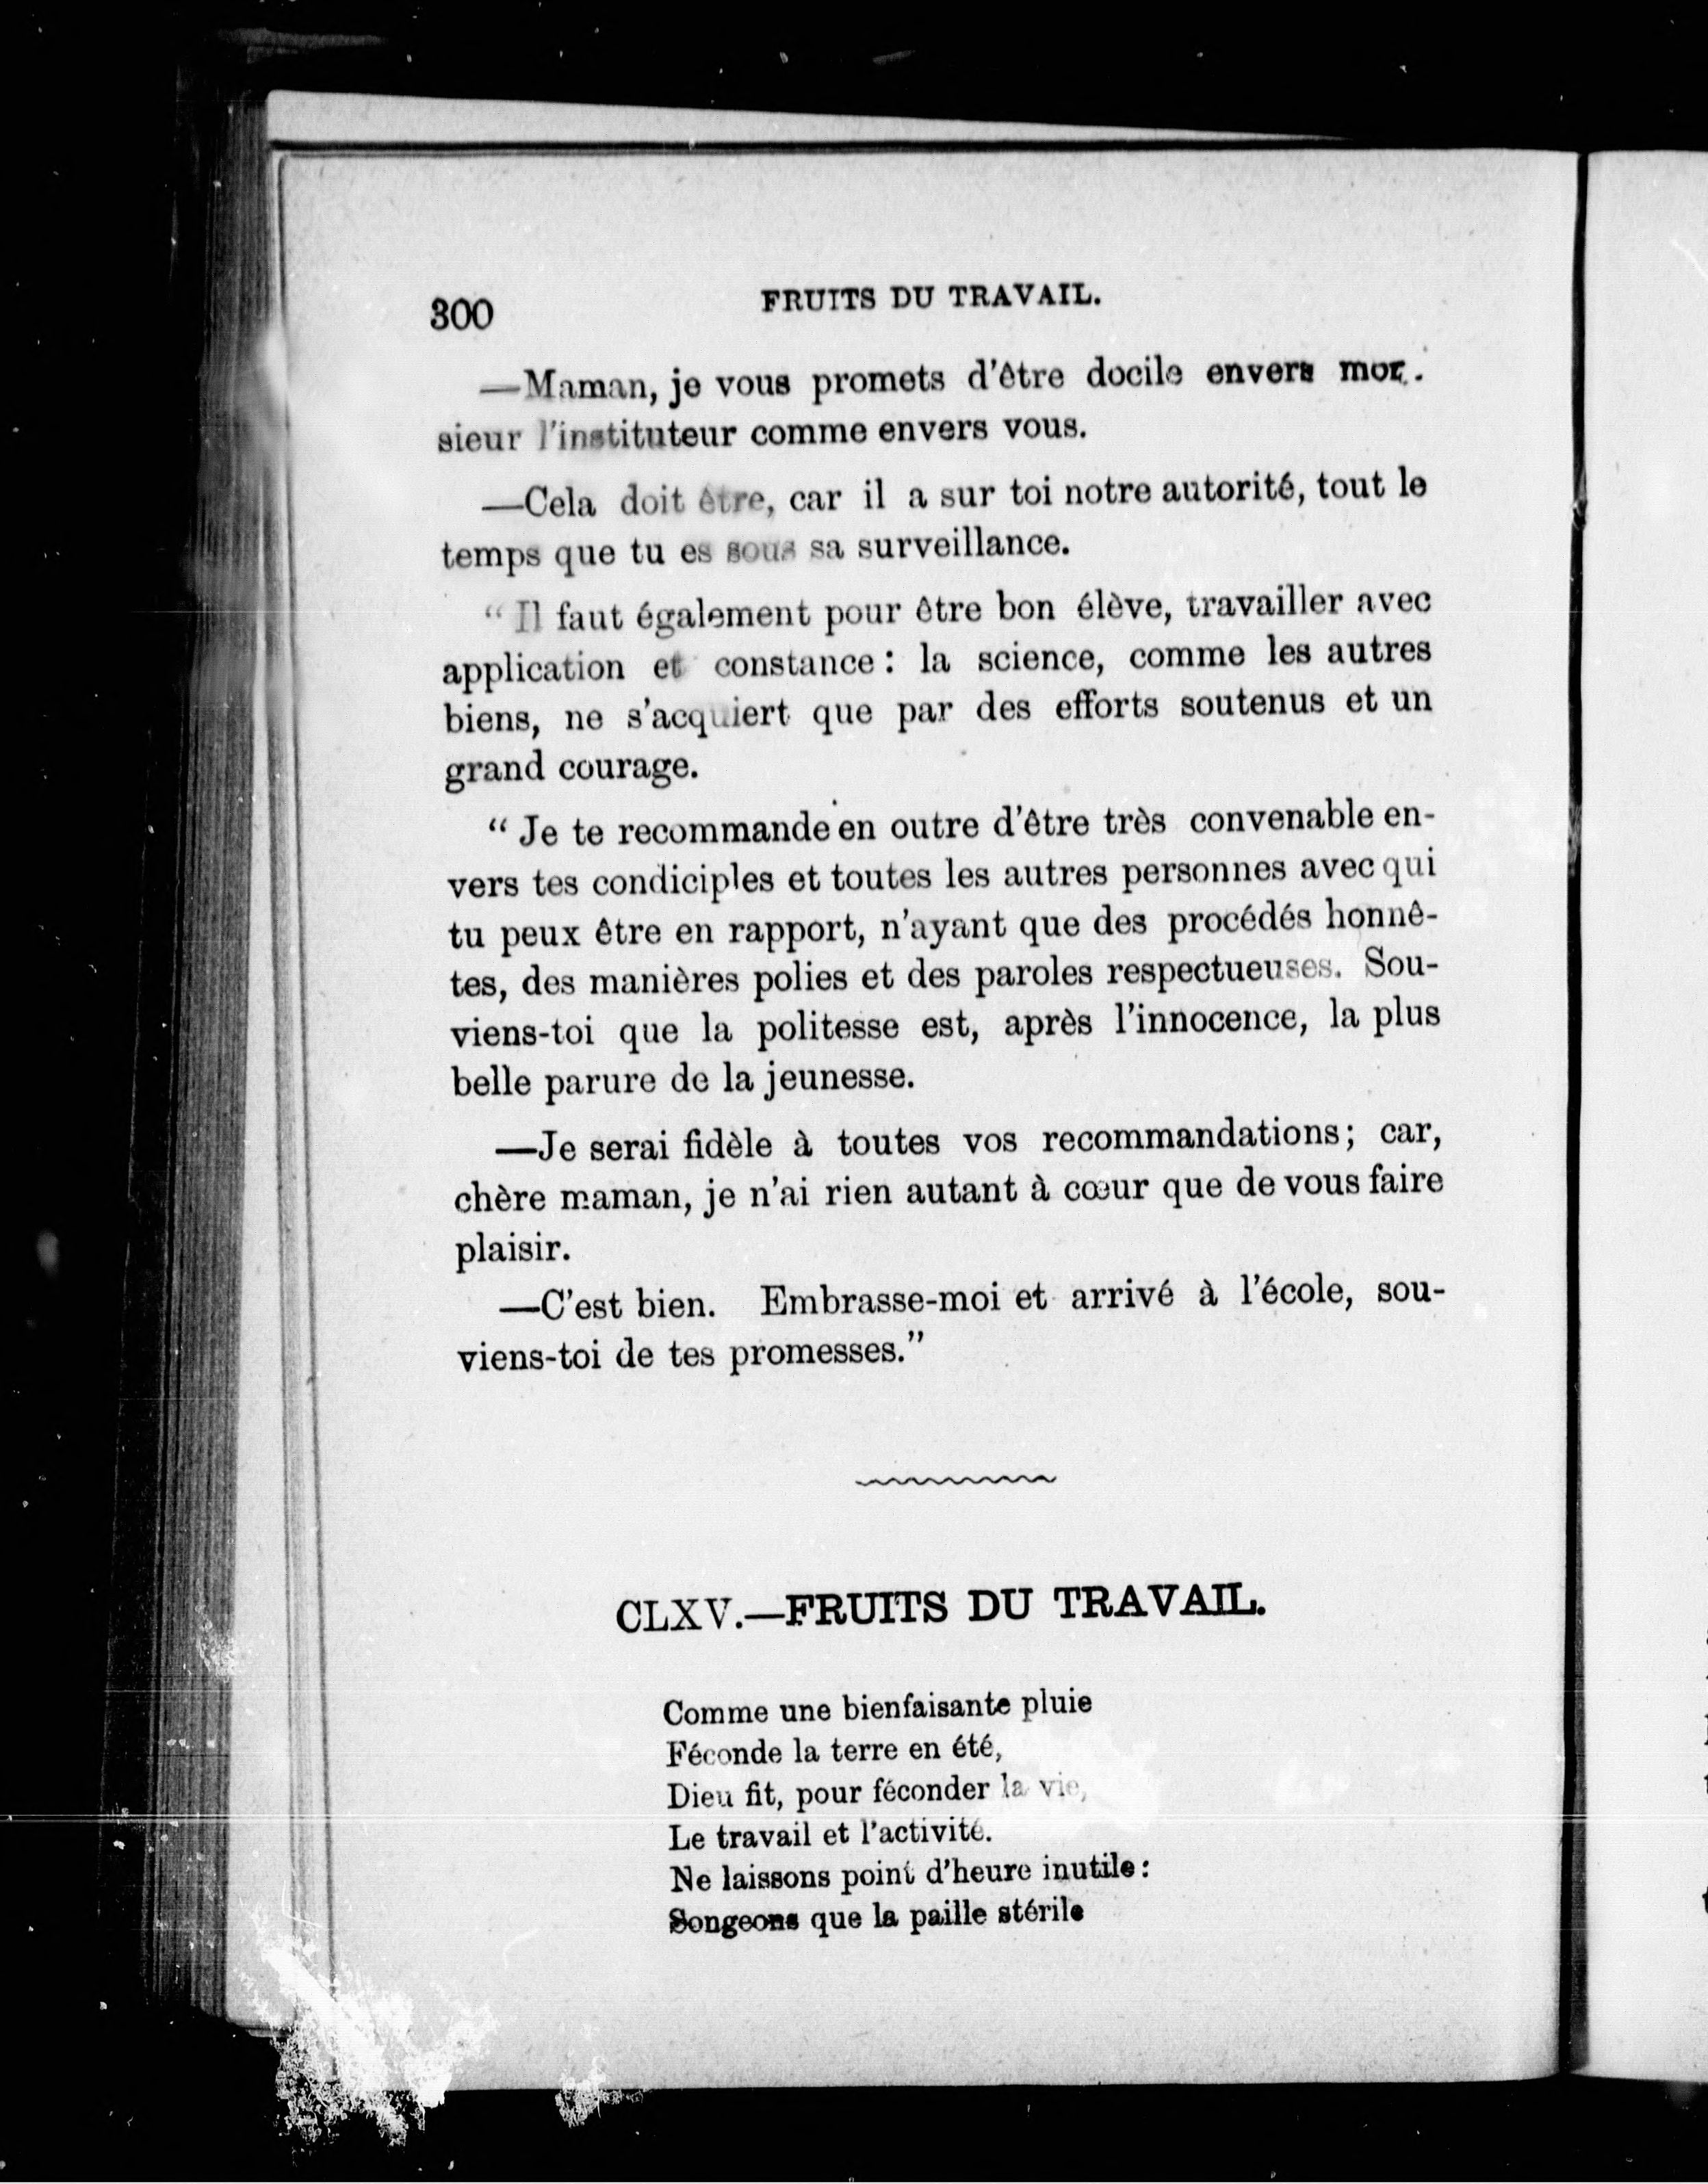 300 FRUITS DU TRAVAIL.
—Maman, je vous promets d'être docile envers mon-
sieur l'instituteur comme envers vous.
—Cela doit être, car il a sur toi notre autorité, tout le
temps que tu es sous sa surveillance.
“ Il faut également pour être bon élève, travailler avec
application et constance : la science, comme les autres
biens, ne s'acquiert que par des efforts soutenus et un
grand courage.
“ Je te recommande en outre d'être très convenable en-
vers tes condiciples et toutes les autres personnes avec qui
tu peux être en rapport, n'ayant que des procédés honnê-
tes, des manières polies et des paroles respectueuses. Sou-
viens-toi que la politesse est, après l'innocence, la plus
belle parure de la jeunesse.
—Je serai fidèle à toutes vos recommandations; car,
chère maman, je n'ai rien autant à cœur que de vous faire
plaisir.
—C'est bien. Embrasse-moi et arrivé à l'école, sou-
viens-toi de tes promesses.”
CLXV.—FRUITS DU TRAVAIL.
Comme une bienfaisante pluie
Féconde la terre en été,
Dieu fit, pour féconder la vie,
Le travail et l'activité.
Ne laissons point d'heure inutile :
Songeons que la paille stérile